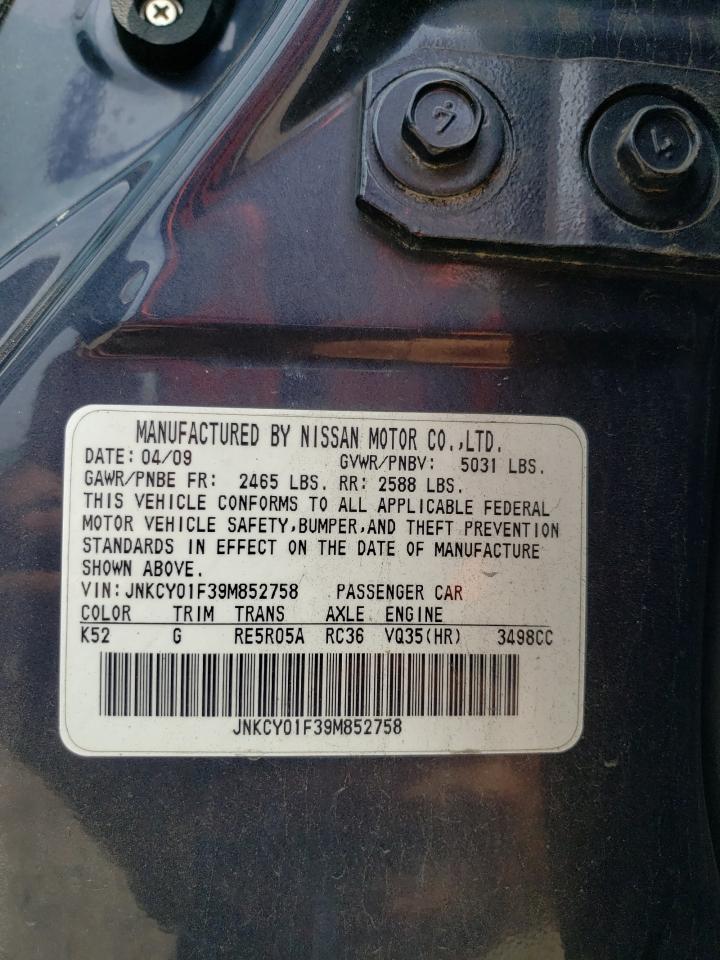 MANUFACTURED BY NISSAN MOTOR CO.,LTD.
DATE: 04/09 GVWR/PNBV: 5031 LBS.
GAWR/PNBE FR: 2465 LBS. RR: 2588 LBS.
THIS VEHICLE CONFORMS TO ALL APPLICABLE FEDERAL
MOTOR VEHICLE SAFETY,BUMPER,AND THEFT PREVENTION
STANDARDS IN EFFECT ON THE DATE OF MANUFACTURE
SHOWN ABOVE.
VIN:JNKCY01F39M852758 PASSENGER CAR
COLOR TRIM TRANS AXLE ENGINE
K52 G RE5R05A RC36 VQ35(HR) 3498CC
JNKCY01F39M852758